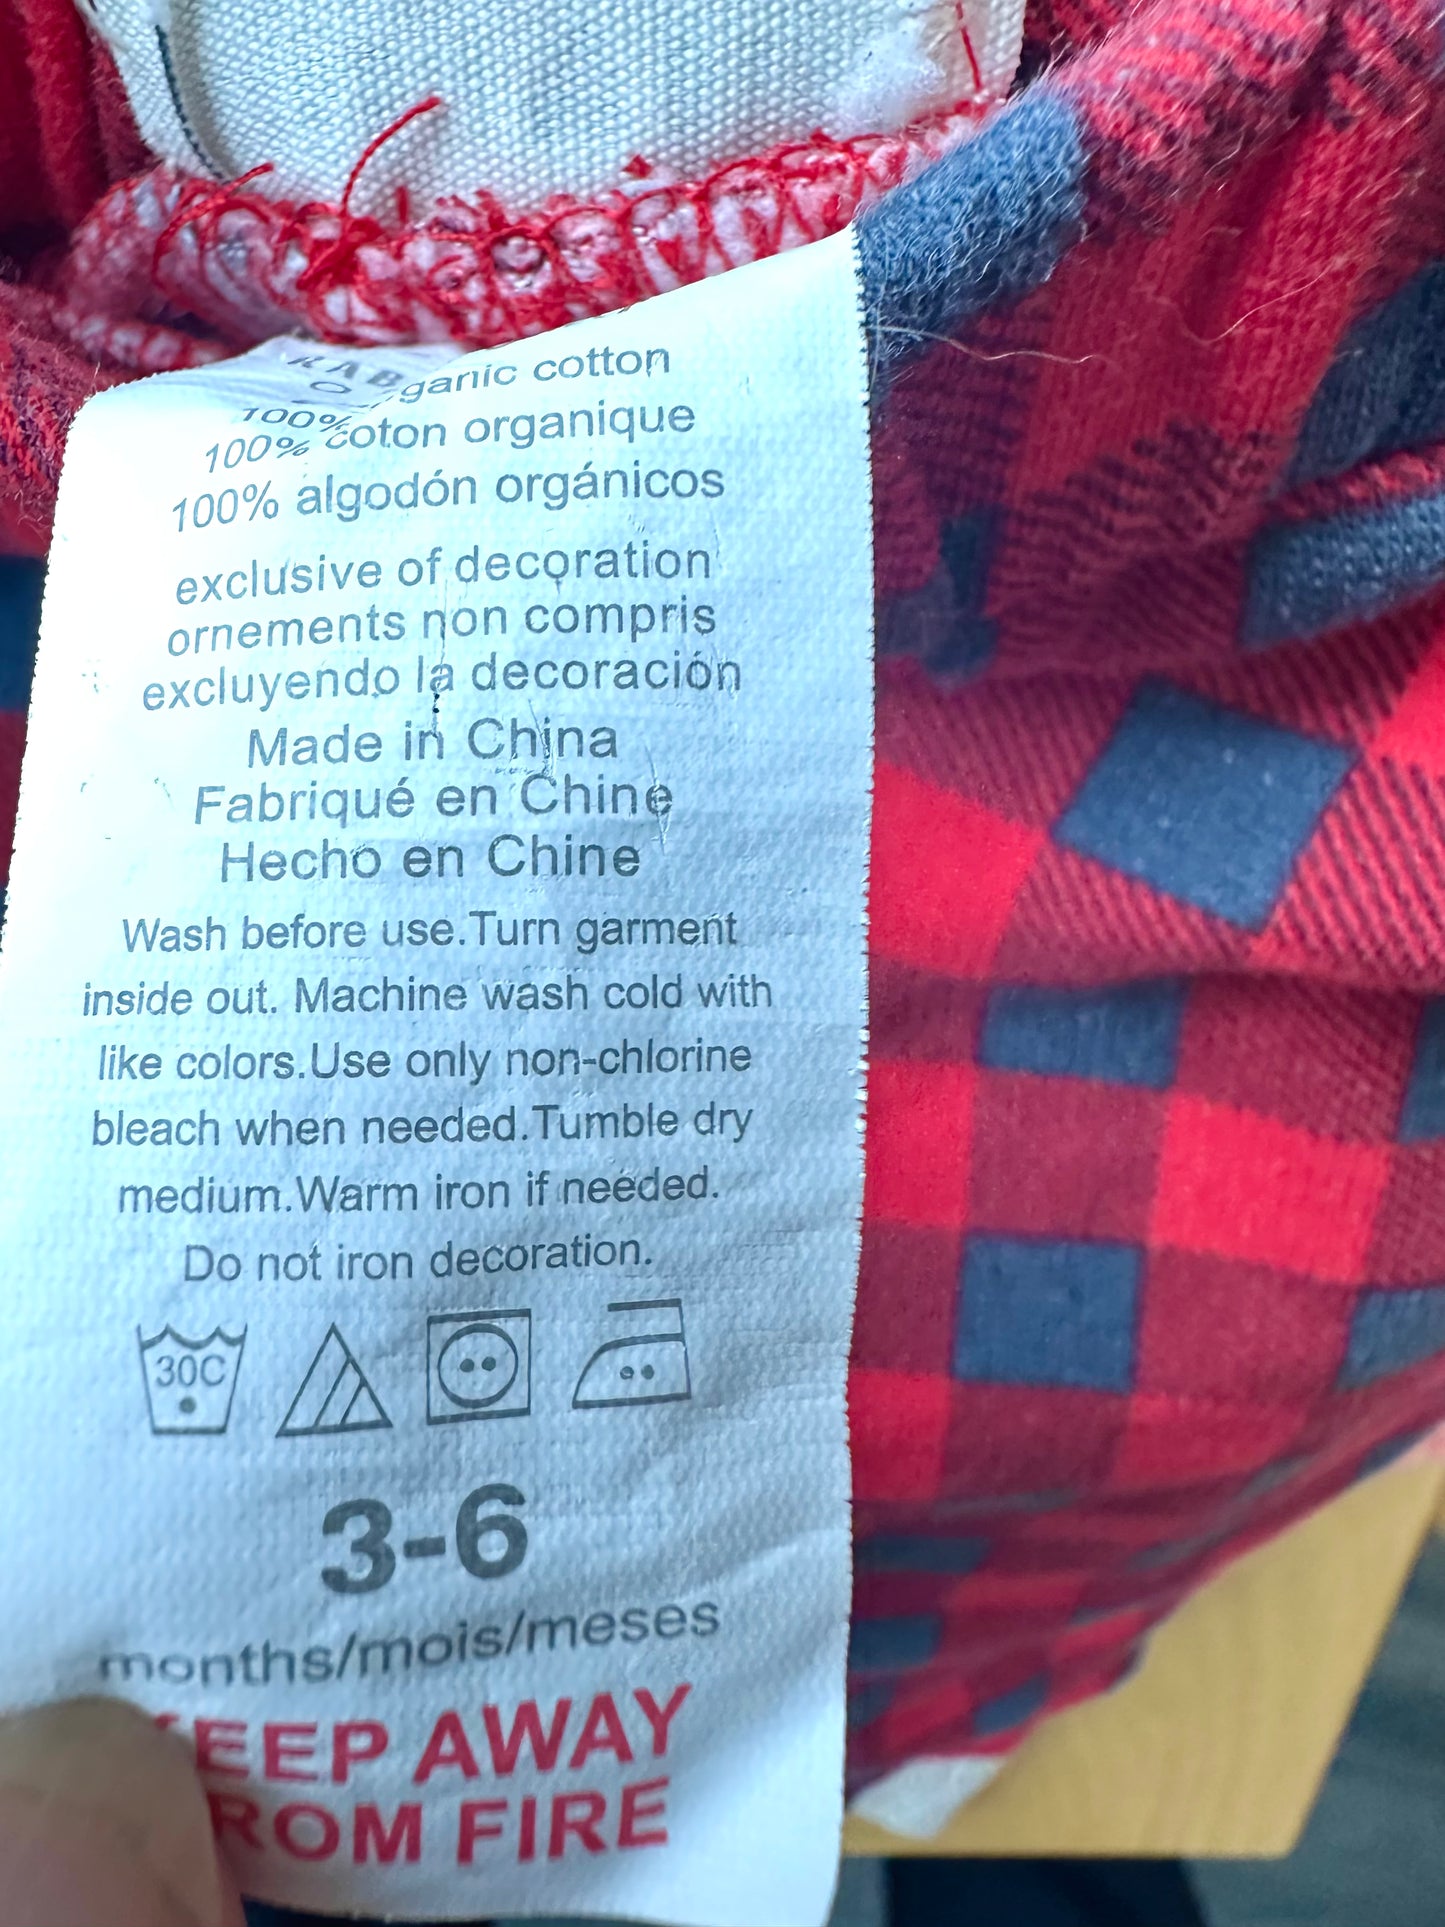 100% cotton
100% coton organique
100% algodón orgánicos
exclusive of decoration
ornements non compris
excluyendo la decoración
Made in China
Fabriqué en Chine
Hecho en Chine
Wash before use.Turn garment
inside out. Machine wash cold with
like colors.Use only non-chlorine
bleach when needed.Tumble dry
medium.Warm iron if needed.
Do not iron decoration.
30C
3-6
months/mois/meses
KEEP AWAY
FROM FIRE